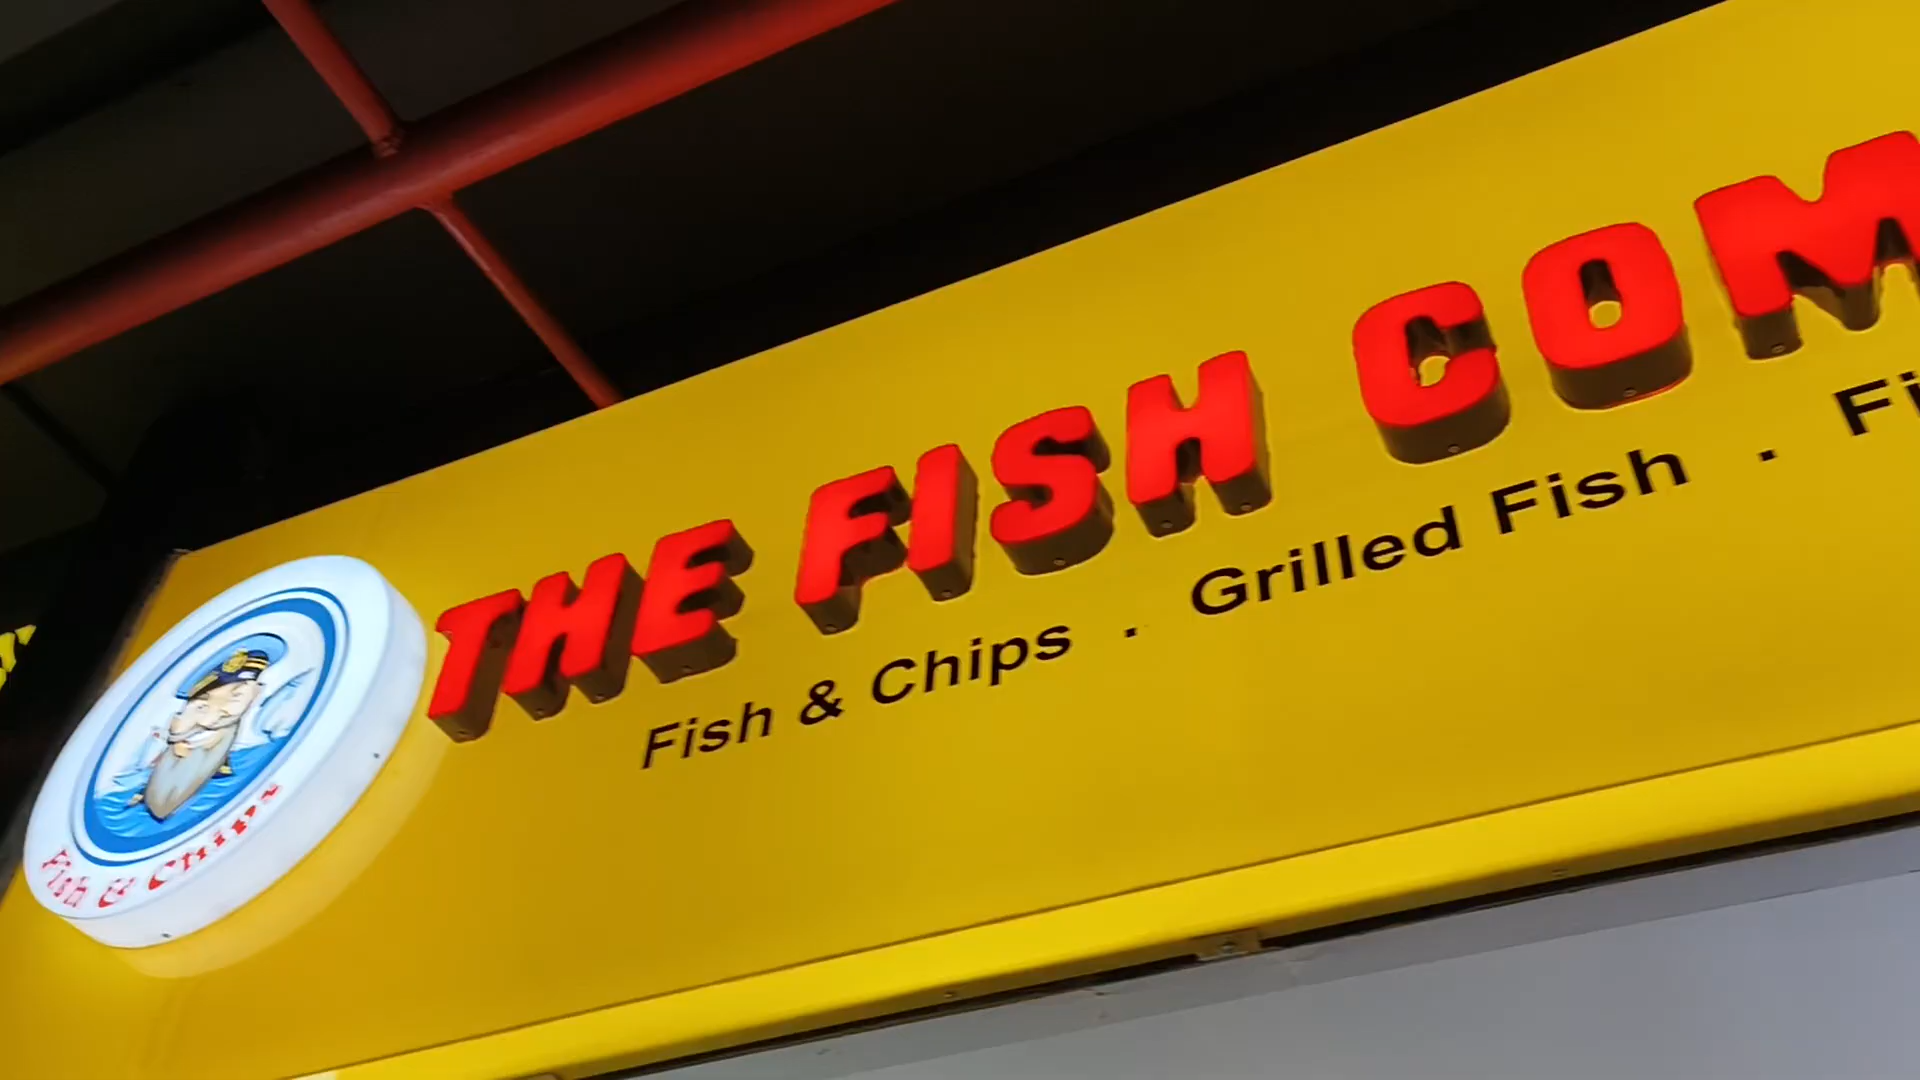 THE FISH COM
Fish & Chips . Grilled Fish . Fi
Fish & Chips